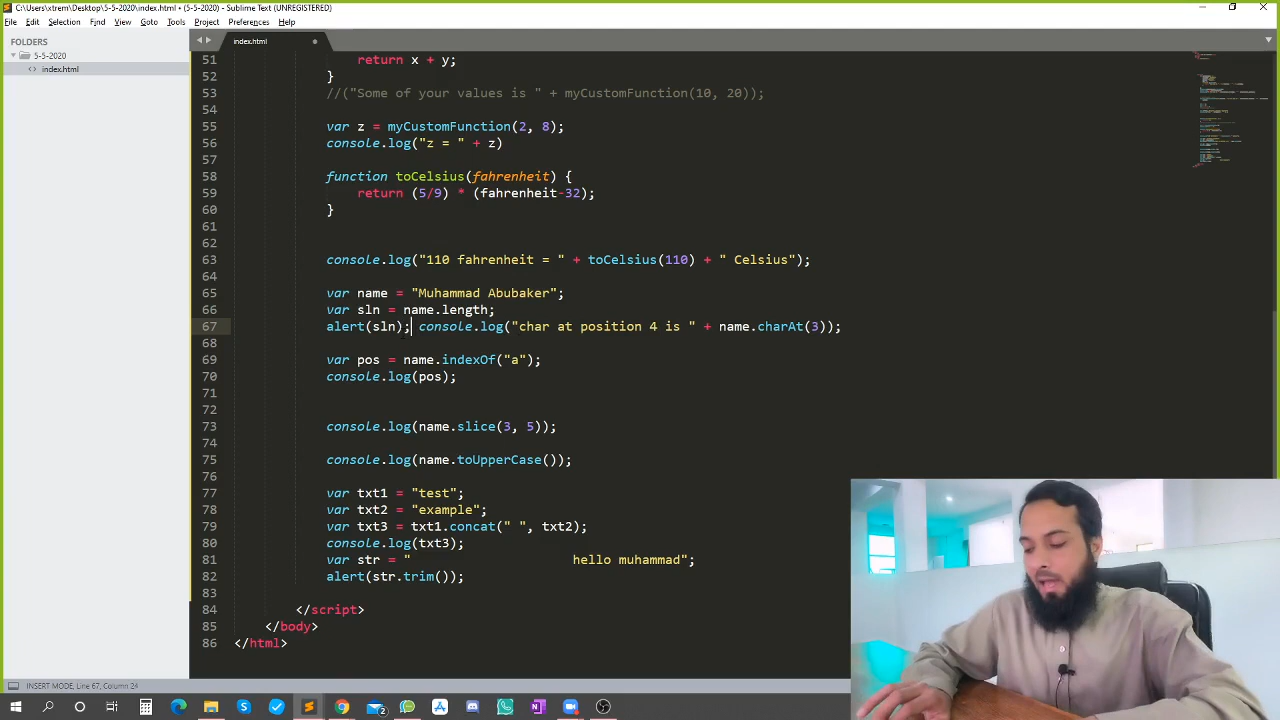 C:\Users\xtrem\5-5-2020\index.html • (5-5-2020) - Sublime Text (UNREGISTERED)
File Edit Selection Find View Goto Tools Project Preferences Help
FOLDERS
5-5-2020
index.html
index.html
51 return x + y;
52 }
53 //("Some of your values is " + myCustomFunction(10, 20));
54
55 var z = myCustomFunction(2, 8);
56 console.log("z = " + z)
57
58 function toCelsius(fahrenheit) {
59 return (5/9) * (fahrenheit-32);
60 }
61
62
63 console.log("110 fahrenheit = " + toCelsius(110) + " Celsius");
64
65 var name = "Muhammad Abubaker";
66 var sln = name.length;
67 alert(sln); console.log("char at position 4 is " + name.charAt(3));
68
69 var pos = name.indexOf("a");
70 console.log(pos);
71
72
73 console.log(name.slice(3, 5));
74
75 console.log(name.toUpperCase());
76
77 var txt1 = "test";
78 var txt2 = "example";
79 var txt3 = txt1.concat(" ", txt2);
80 console.log(txt3);
81 var str = " hello muhammad";
82 alert(str.trim());
83
84 </script>
85 </body>
86 </html>
INSERT MODE, Line 67, Column 24